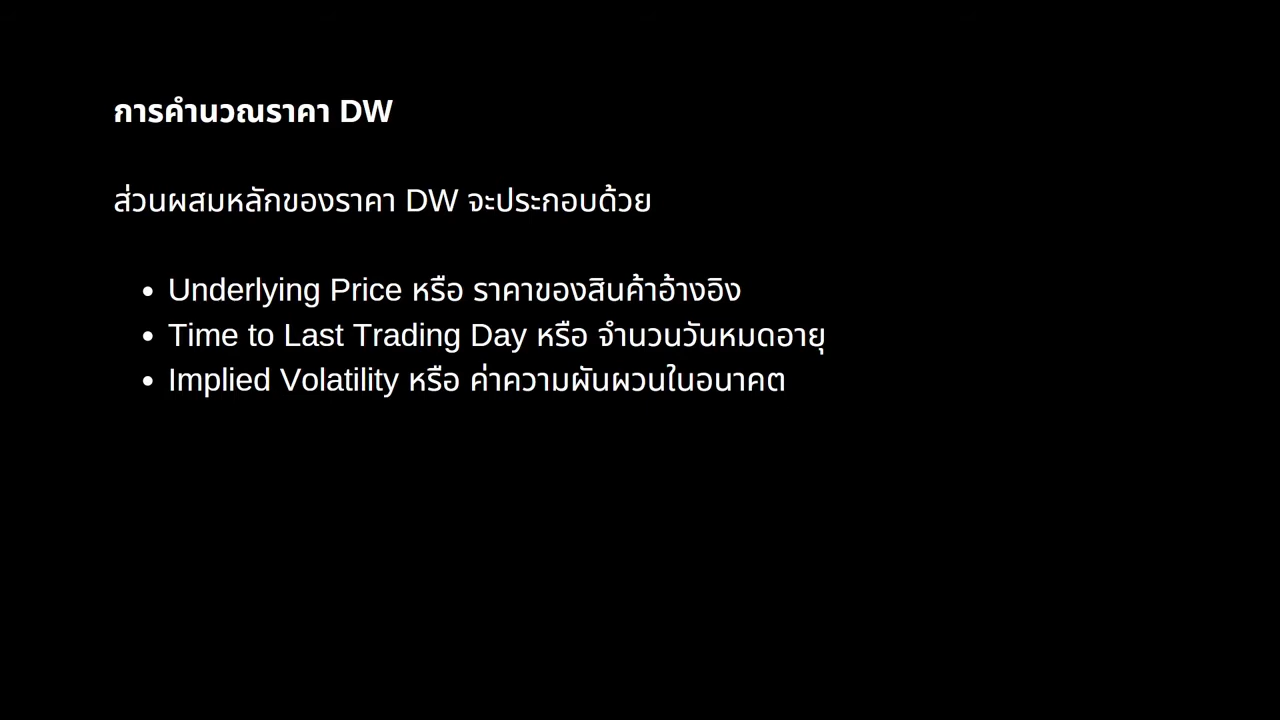 การคำนวณราคา DW
ส่วนผสมหลักของราคา DW จะประกอบด้วย
• Underlying Price หรือ ราคาของสินค้าอ้างอิง
• Time to Last Trading Day หรือ จำนวนวันหมดอายุ
• Implied Volatility หรือ ค่าความผันผวนในอนาคต